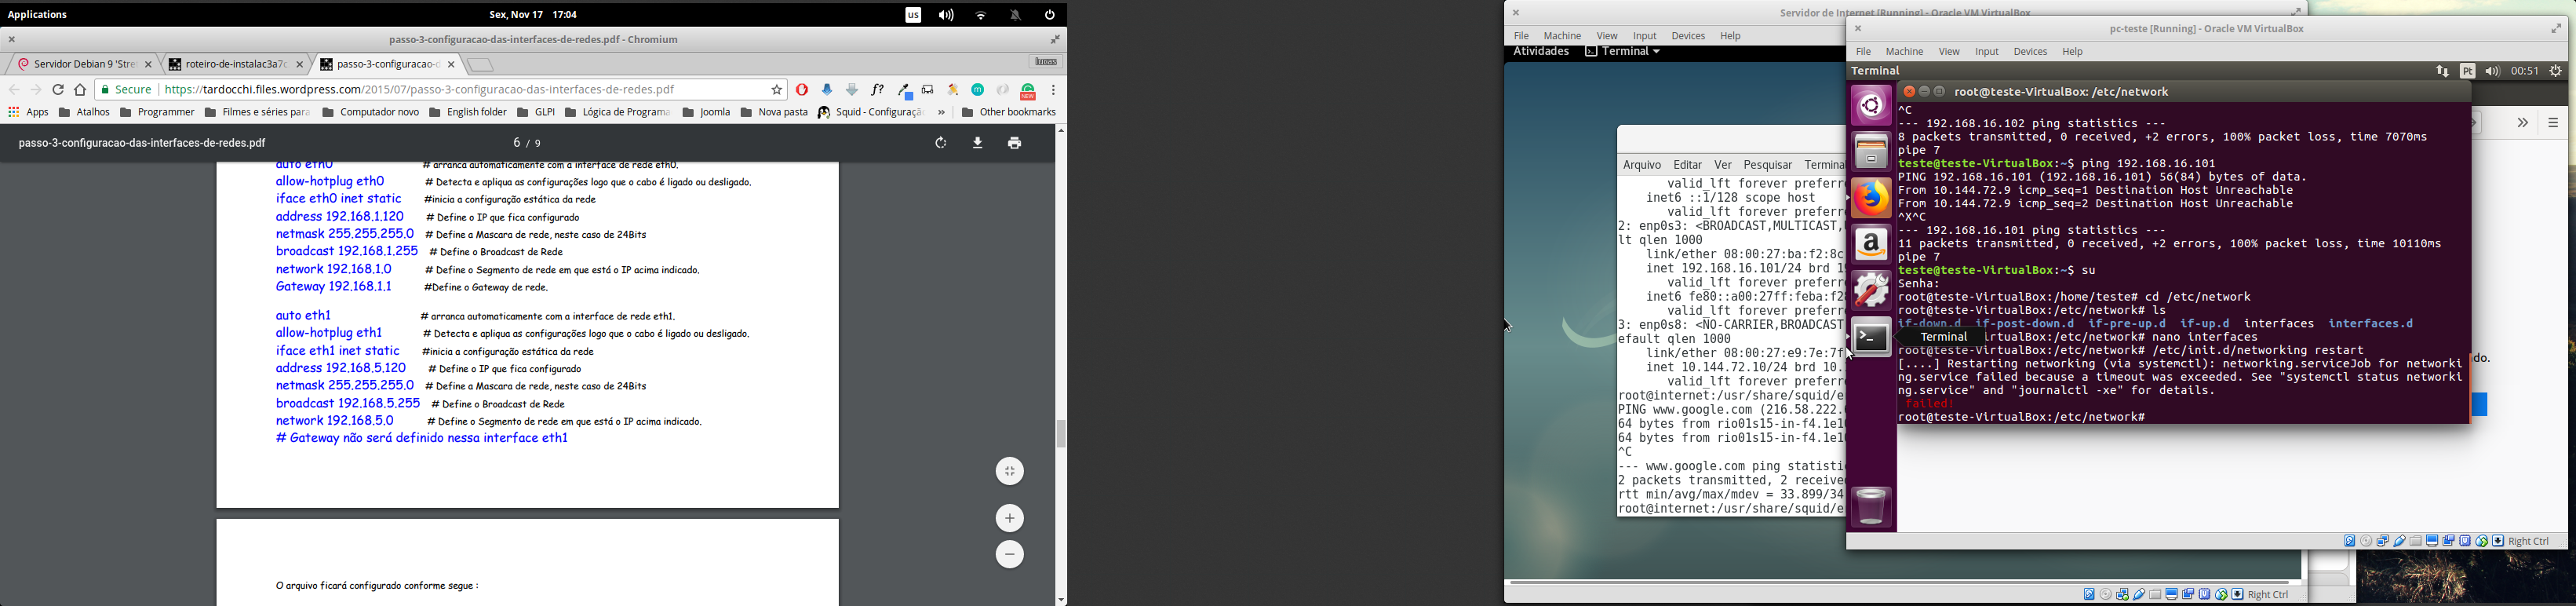 Applications
Sex, Nov 17 17:04
us
passo-3-configuracao-das-interfaces-de-redes.pdf - Chromium
Servidor Debian 9 'Stre
roteiro-de-instalac3a7c
passo-3-configuracao-d
lucas
Secure
https://tardocchi.files.wordpress.com/2015/07/passo-3-configuracao-das-interfaces-de-redes.pdf
Apps Atalhos Programmer Filmes e séries para Computador novo English folder GLPI Lógica de Programa Joomla Nova pasta Squid - Configuraçã » Other bookmarks
passo-3-configuracao-das-interfaces-de-redes.pdf
6 / 9
auto eth0 # arranca automaticamente com a interface de rede eth0.
allow-hotplug eth0 # Detecta e apliqua as configurações logo que o cabo é ligado ou desligado.
iface eth0 inet static #inicia a configuração estática da rede
address 192.168.1.120 # Define o IP que fica configurado
netmask 255.255.255.0 # Define a Mascara de rede, neste caso de 24Bits
broadcast 192.168.1.255 # Define o Broadcast de Rede
network 192.168.1.0 # Define o Segmento de rede em que está o IP acima indicado.
Gateway 192.168.1.1 #Define o Gateway de rede.
auto eth1 # arranca automaticamente com a interface de rede eth1.
allow-hotplug eth1 # Detecta e apliqua as configurações logo que o cabo é ligado ou desligado.
iface eth1 inet static #inicia a configuração estática da rede
address 192.168.5.120 # Define o IP que fica configurado
netmask 255.255.255.0 # Define a Mascara de rede, neste caso de 24Bits
broadcast 192.168.5.255 # Define o Broadcast de Rede
network 192.168.5.0 # Define o Segmento de rede em que está o IP acima indicado.
# Gateway não será definido nessa interface eth1
O arquivo ficará configurado conforme segue :
Servidor de Internet [Running] - Oracle VM VirtualBox
File Machine View Input Devices Help
Atividades Terminal
Arquivo Editar Ver Pesquisar Terminal
valid_lft forever preferr
inet6 ::1/128 scope host
valid_lft forever preferr
2: enp0s3: <BROADCAST,MULTICAST,
lt qlen 1000
link/ether 08:00:27:ba:f2:8c
inet 192.168.16.101/24 brd 19
valid_lft forever preferr
inet6 fe80::a00:27ff:feba:f28
valid_lft forever preferr
3: enp0s8: <NO-CARRIER,BROADCAST
efault qlen 1000
link/ether 08:00:27:e9:7e:7f
inet 10.144.72.10/24 brd 10.
valid_lft forever preferr
root@internet:/usr/share/squid/e
PING www.google.com (216.58.222.
64 bytes from rio01s15-in-f4.1e10
64 bytes from rio01s15-in-f4.1e10
^C
--- www.google.com ping statisti
2 packets transmitted, 2 receive
rtt min/avg/max/mdev = 33.899/34
root@internet:/usr/share/squid/e
Right Ctrl
pc-teste [Running] - Oracle VM VirtualBox
File Machine View Input Devices Help
Terminal
Pt
00:51
root@teste-VirtualBox: /etc/network
^C
--- 192.168.16.102 ping statistics ---
8 packets transmitted, 0 received, +2 errors, 100% packet loss, time 7070ms
pipe 7
teste@teste-VirtualBox:~$ ping 192.168.16.101
PING 192.168.16.101 (192.168.16.101) 56(84) bytes of data.
From 10.144.72.9 icmp_seq=1 Destination Host Unreachable
From 10.144.72.9 icmp_seq=2 Destination Host Unreachable
^X^C
--- 192.168.16.101 ping statistics ---
11 packets transmitted, 0 received, +2 errors, 100% packet loss, time 10110ms
pipe 7
teste@teste-VirtualBox:~$ su
Senha:
root@teste-VirtualBox:/home/teste# cd /etc/network
root@teste-VirtualBox:/etc/network# ls
if-down.d if-post-down.d if-pre-up.d if-up.d interfaces interfaces.d
Terminal
irtualBox:/etc/network# nano interfaces
root@teste-VirtualBox:/etc/network# /etc/init.d/networking restart
[....] Restarting networking (via systemctl): networking.serviceJob for networki
ng.service failed because a timeout was exceeded. See "systemctl status networki
ng.service" and "journalctl -xe" for details.
failed!
root@teste-VirtualBox:/etc/network#
do.
Right Ctrl